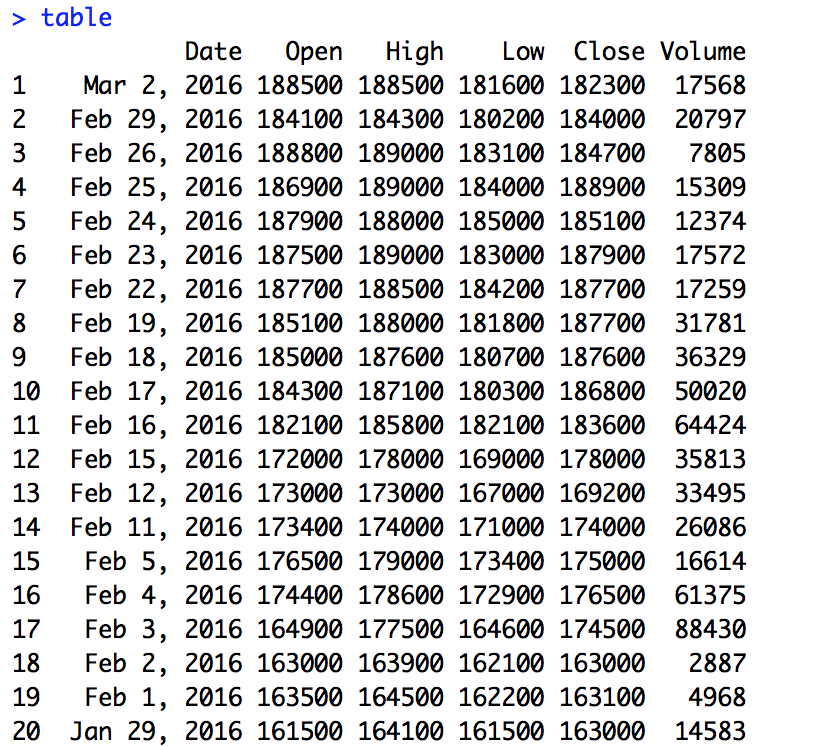 > table
Date Open High Low Close Volume
1 Mar 2, 2016 188500 188500 181600 182300 17568
2 Feb 29, 2016 184100 184300 180200 184000 20797
3 Feb 26, 2016 188800 189000 183100 184700 7805
4 Feb 25, 2016 186900 189000 184000 188900 15309
5 Feb 24, 2016 187900 188000 185000 185100 12374
6 Feb 23, 2016 187500 189000 183000 187900 17572
7 Feb 22, 2016 187700 188500 184200 187700 17259
8 Feb 19, 2016 185100 188000 181800 187700 31781
9 Feb 18, 2016 185000 187600 180700 187600 36329
10 Feb 17, 2016 184300 187100 180300 186800 50020
11 Feb 16, 2016 182100 185800 182100 183600 64424
12 Feb 15, 2016 172000 178000 169000 178000 35813
13 Feb 12, 2016 173000 173000 167000 169200 33495
14 Feb 11, 2016 173400 174000 171000 174000 26086
15 Feb 5, 2016 176500 179000 173400 175000 16614
16 Feb 4, 2016 174400 178600 172900 176500 61375
17 Feb 3, 2016 164900 177500 164600 174500 88430
18 Feb 2, 2016 163000 163900 162100 163000 2887
19 Feb 1, 2016 163500 164500 162200 163100 4968
20 Jan 29, 2016 161500 164100 161500 163000 14583